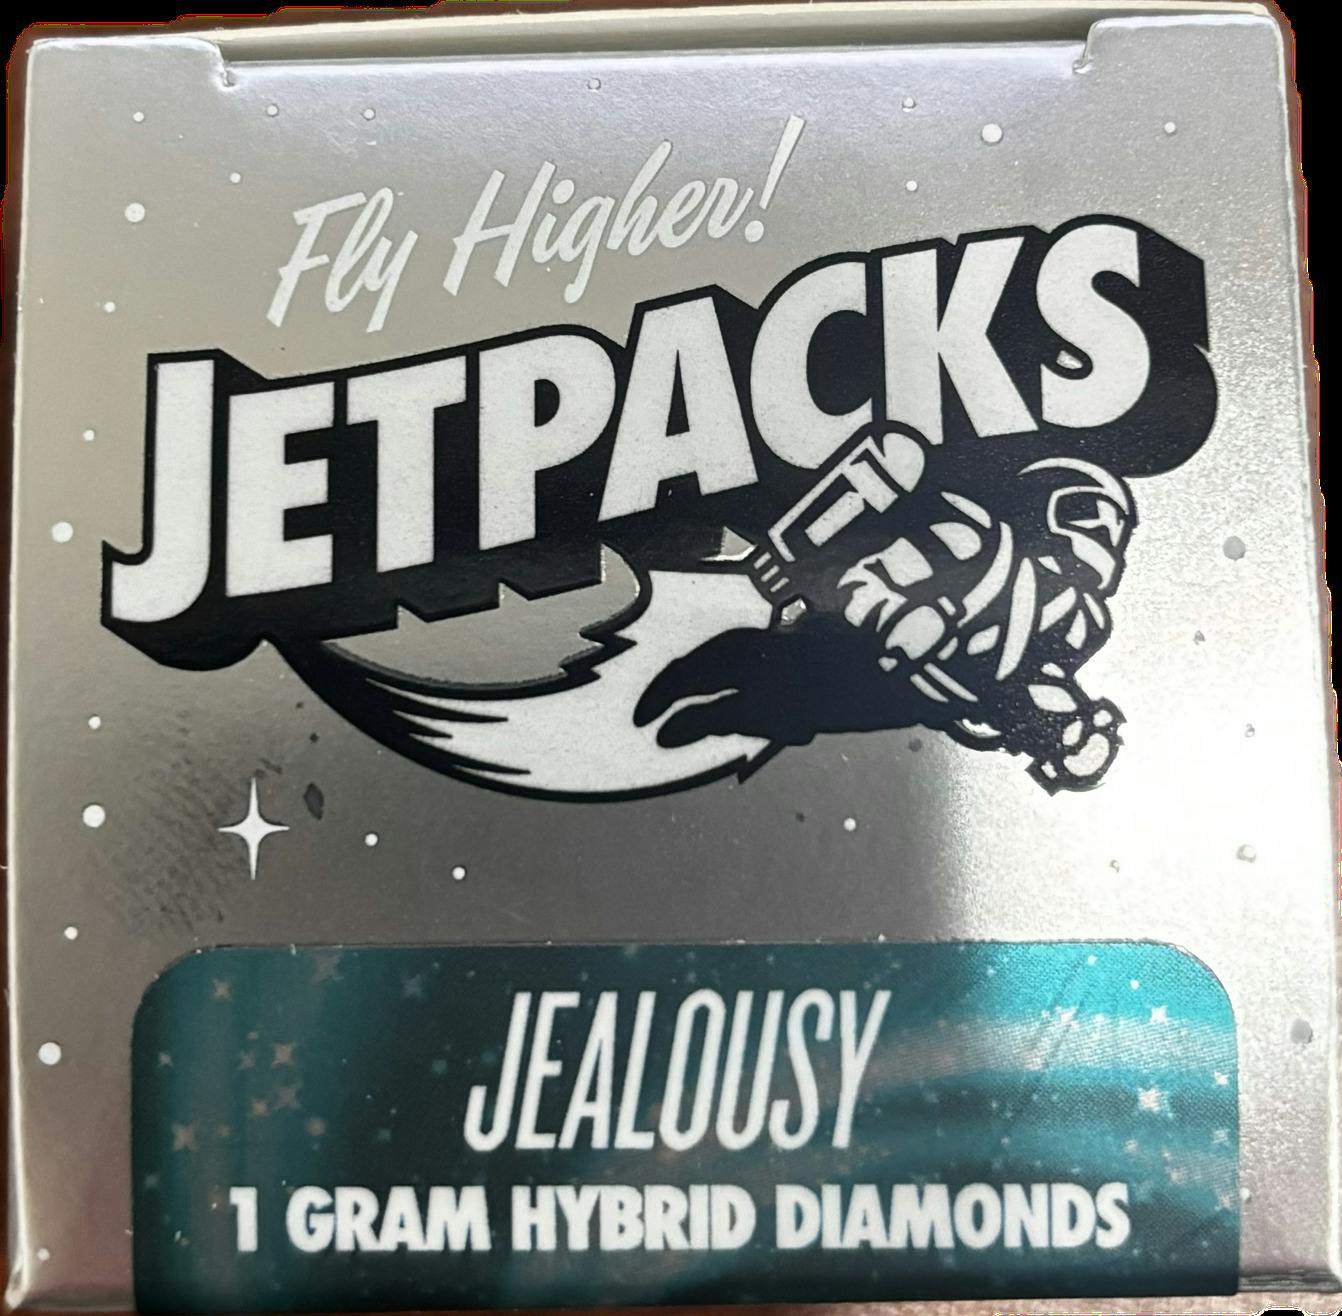 Fly Higher!
JETPACKS
JEALOUSY
1 GRAM HYBRID DIAMONDS